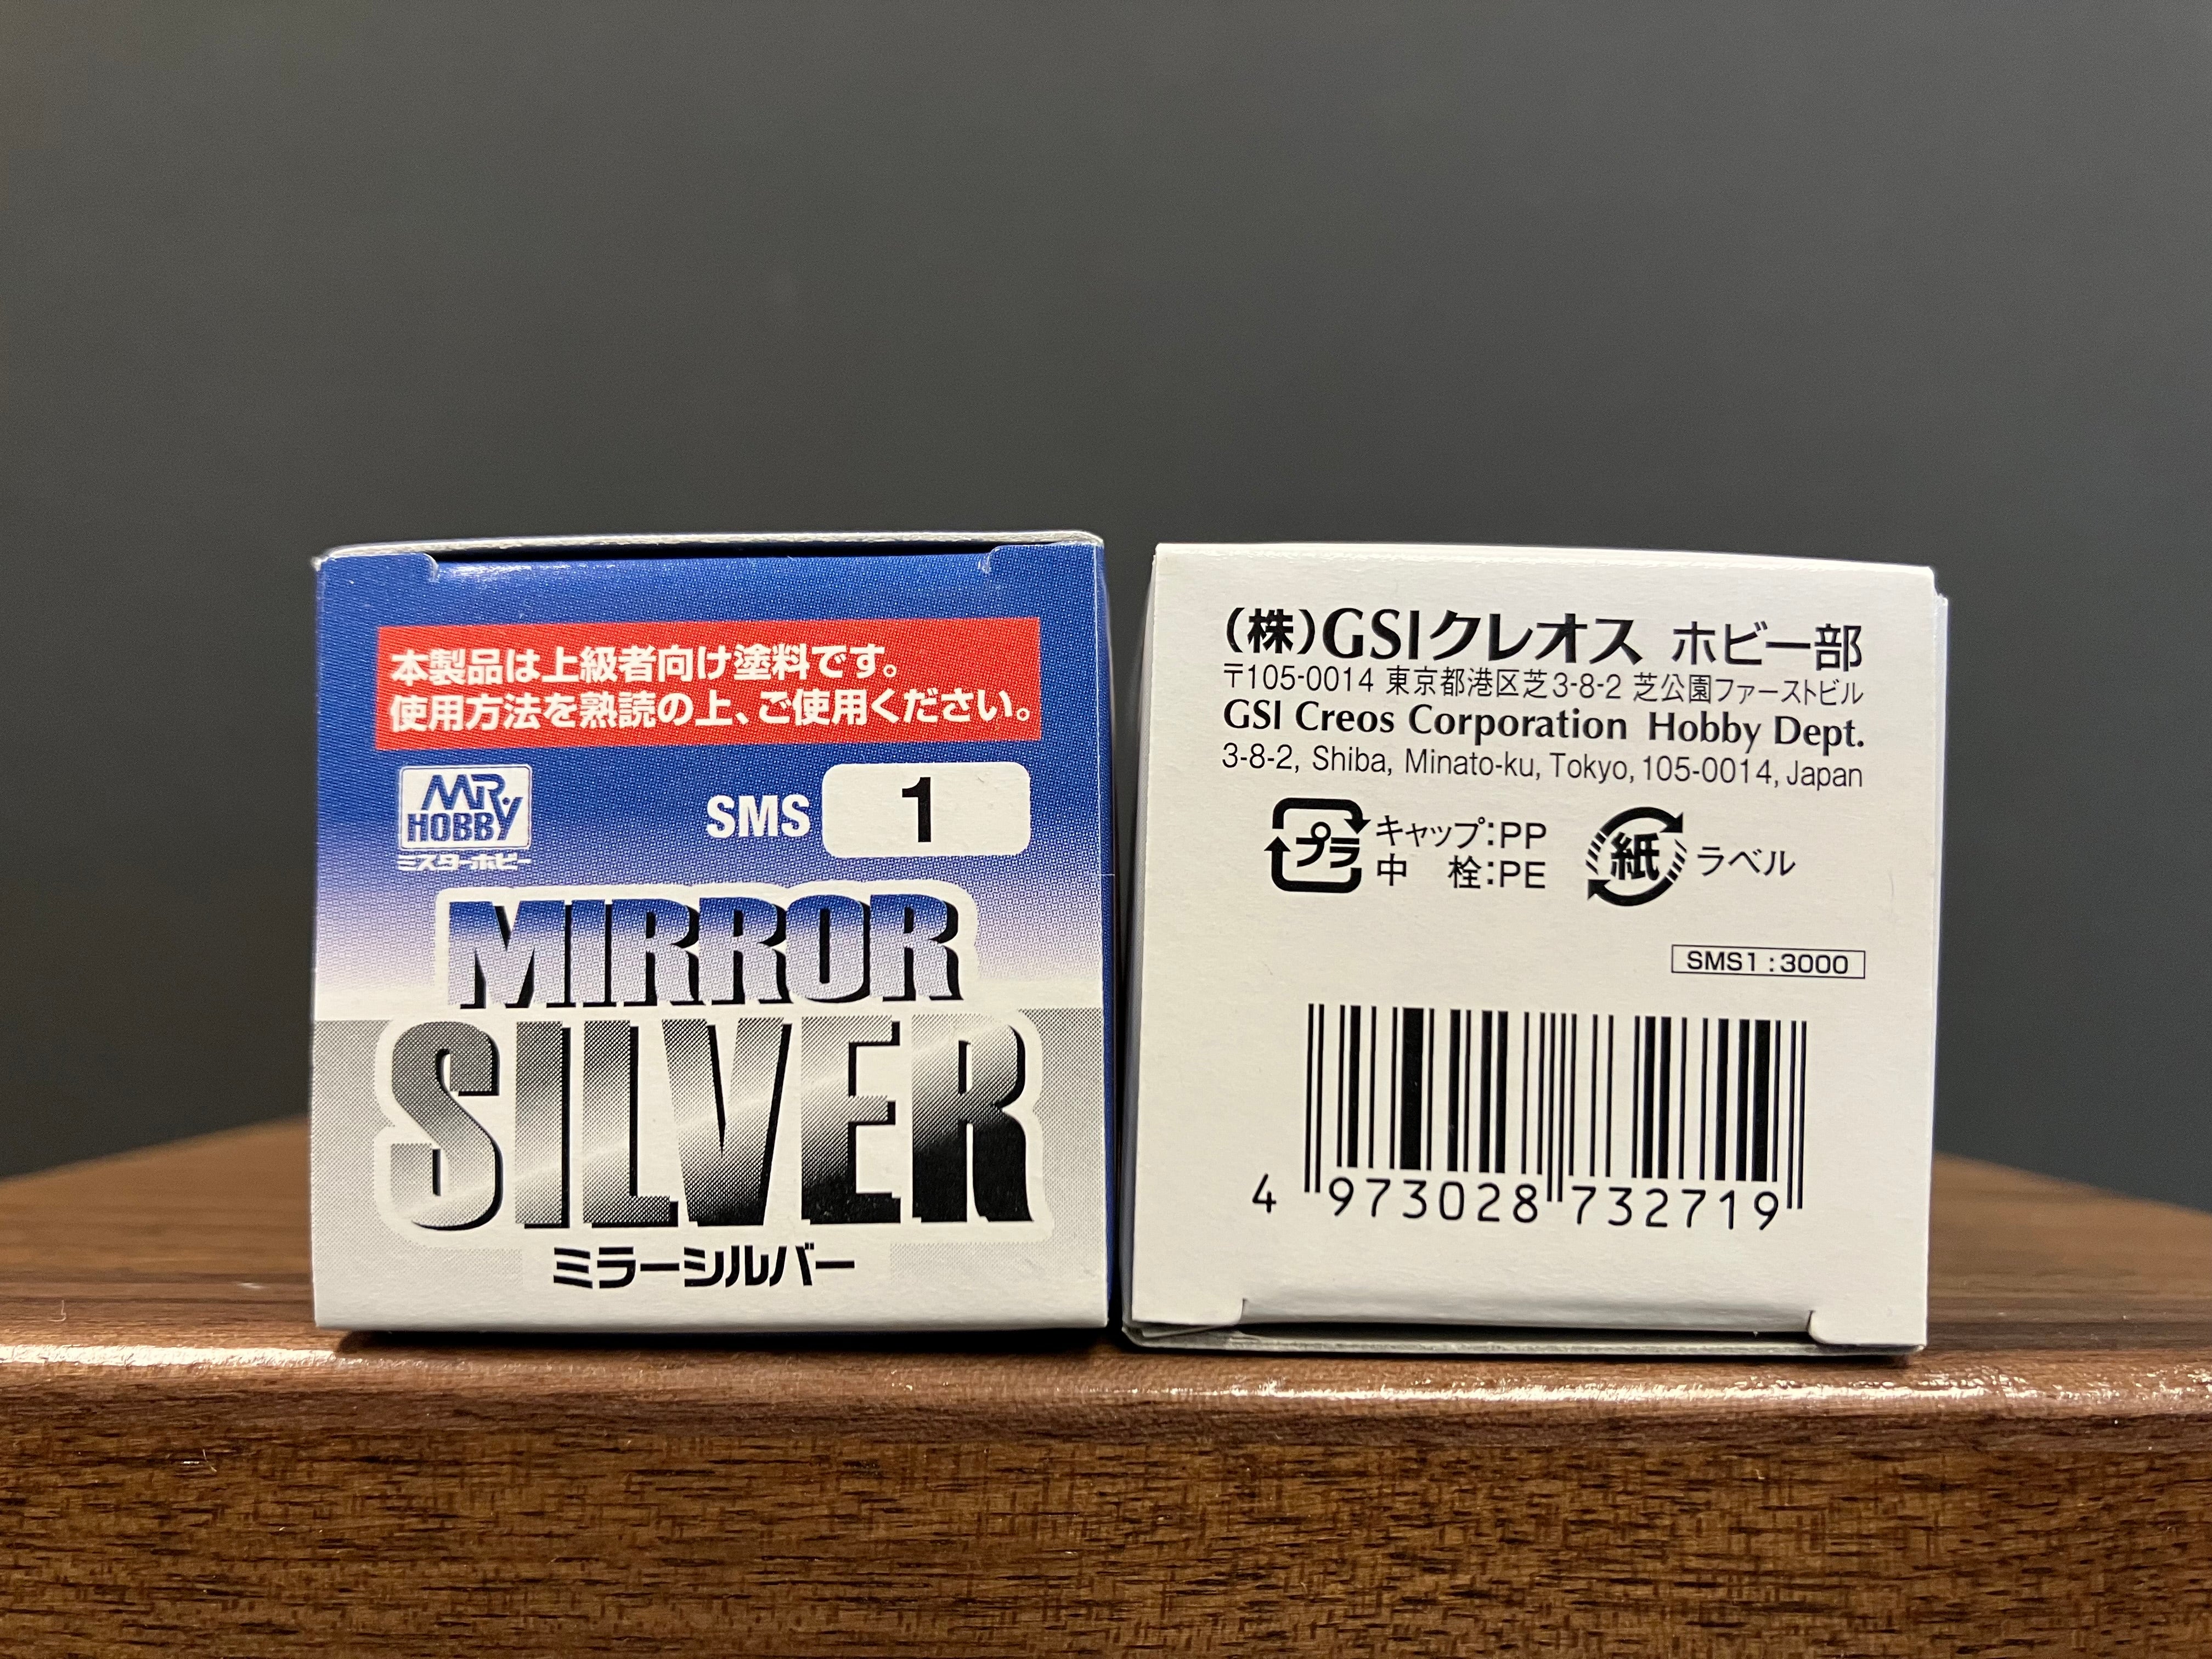 本製品は上級者向け塗料です。
使用方法を熟読の上、ご使用ください。
MR.
HOBBY
ミスターホビー
SMS 1
MIRROR
SILVER
ミラーシルバー
(株)GSIクレオス ホビー部
〒105-0014 東京都港区芝3-8-2 芝公園ファーストビル
GSI Creos Corporation Hobby Dept.
3-8-2, Shiba, Minato-ku, Tokyo, 105-0014, Japan
プラ キャップ:PP
中 栓:PE
紙 ラベル
SMS1:3000
4 973028 732719